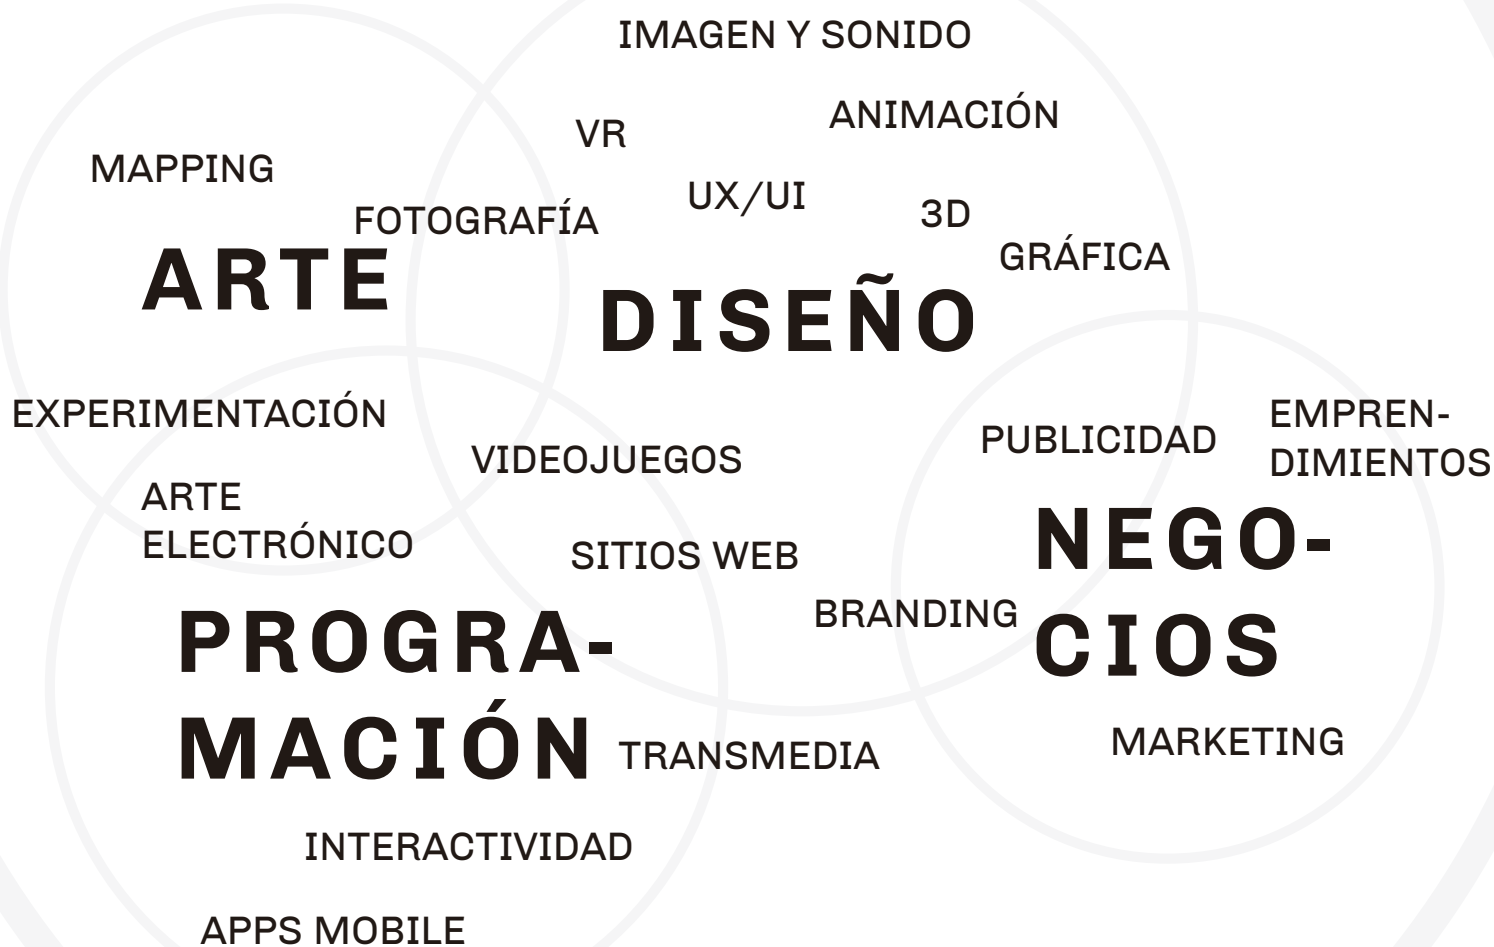 IMAGEN Y SONIDO
ANIMACIÓN
VR
MAPPING
UX/UI
3D
FOTOGRAFÍA
GRÁFICA
ARTE
DISEÑO
EXPERIMENTACIÓN
EMPREN-
DIMIENTOS
PUBLICIDAD
VIDEOJUEGOS
ARTE
ELECTRÓNICO
SITIOS WEB
NEGO-
CIOS
BRANDING
PROGRA-
MACIÓN
TRANSMEDIA
MARKETING
INTERACTIVIDAD
APPS MOBILE